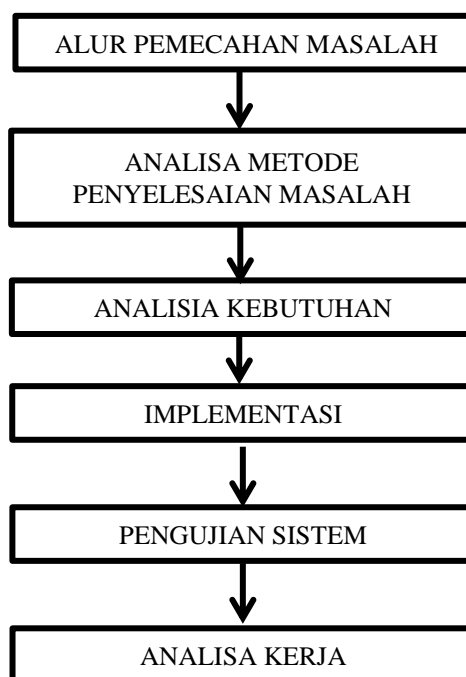 ALUR PEMECAHAN MASALAH
ANALISA METODE
PENYELESAIAN MASALAH
ANALISIA KEBUTUHAN
IMPLEMENTASI
PENGUJIAN SISTEM
ANALISA KERJA